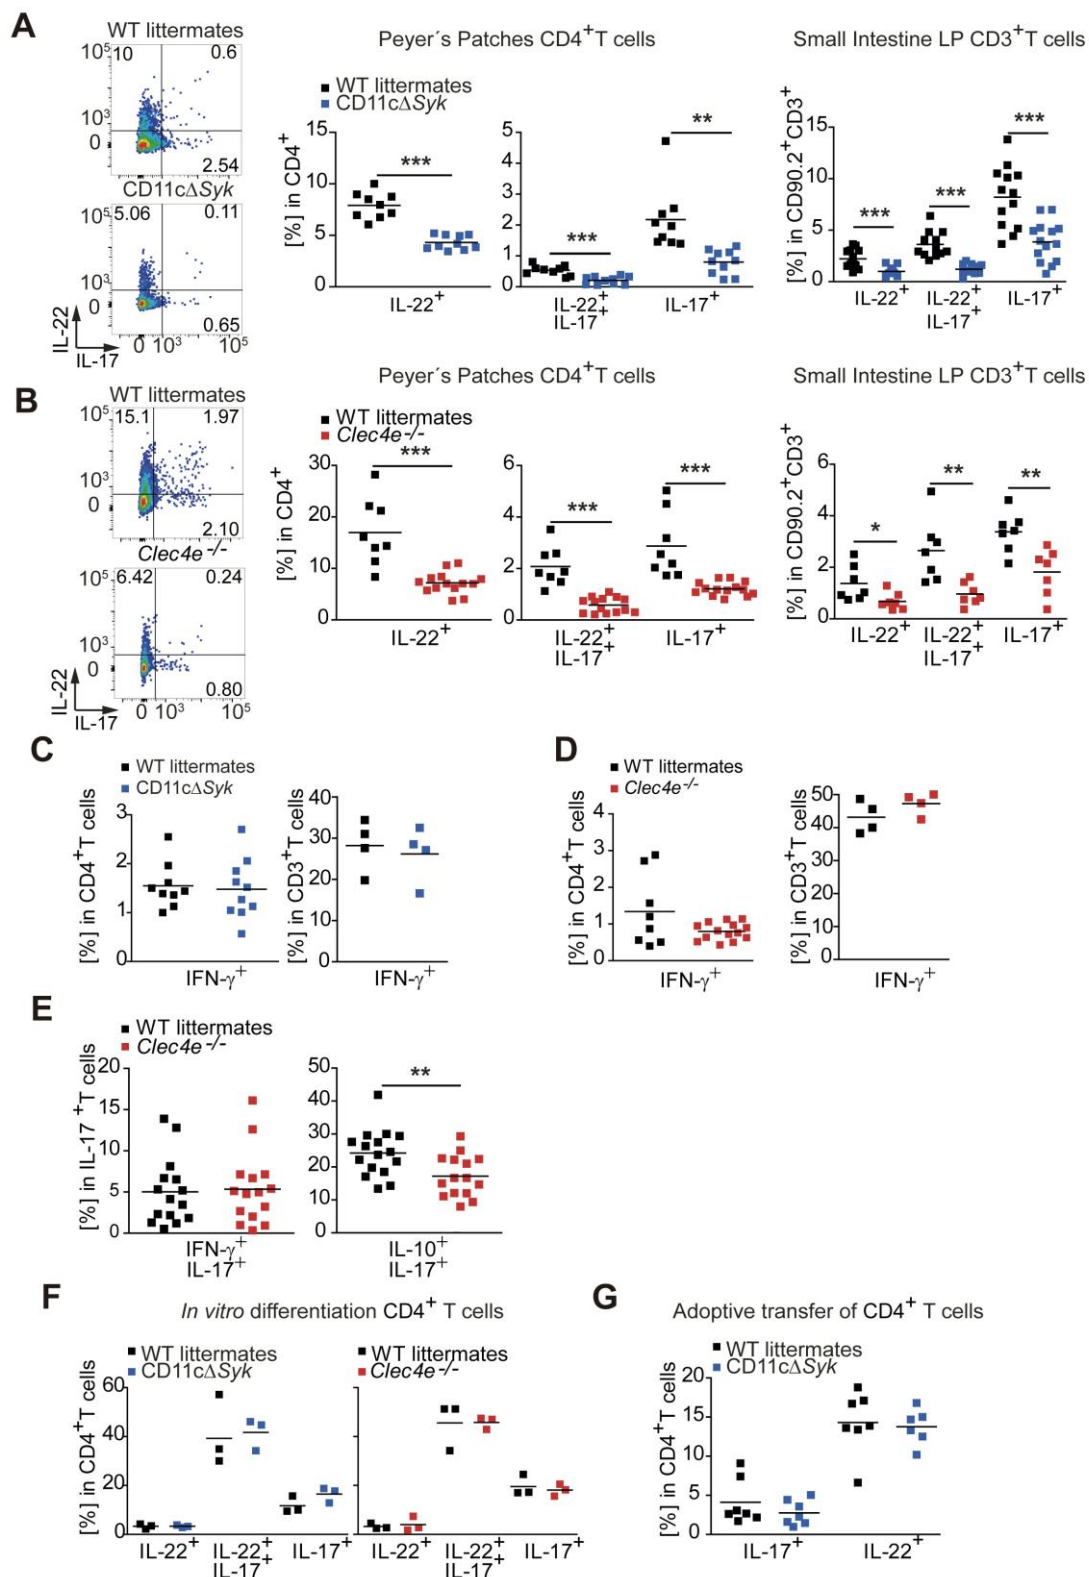 A
WT littermates
10 0.6
2.54
10⁵
10³
0
CD11cΔSyk
5.06 0.11
0.65
10⁵
10³
0
0 10³ 10⁵
IL-22
IL-17
Peyer´s Patches CD4⁺T cells
WT littermates
CD11cΔSyk
[%] in CD4⁺
15
10
5
0
***
IL-22⁺
5
4
3
2
1
0
*** **
IL-22⁺
IL-17⁺
IL-17⁺
Small Intestine LP CD3⁺T cells
[%] in CD90.2⁺CD3⁺
15
10
5
0
*** *** ***
IL-22⁺ IL-22⁺ IL-17⁺
IL-17⁺
B
WT littermates
15.1 1.97
2.10
10⁵
10³
0
Clec4e⁻/⁻
6.42 0.24
0.80
10⁵
10³
0
0 10³ 10⁵
IL-22
IL-17
Peyer´s Patches CD4⁺T cells
WT littermates
Clec4e-/-
[%] in CD4⁺
30
20
10
0
***
IL-22⁺
6
4
2
0
*** ***
IL-22⁺
IL-17⁺
IL-17⁺
Small Intestine LP CD3⁺T cells
[%] in CD90.2⁺CD3⁺
6
4
2
0
* ** **
IL-22⁺ IL-22⁺ IL-17⁺
IL-17⁺
C
WT littermates
CD11cΔSyk
[%] in CD4⁺T cells
3
2
1
0
IFN-γ⁺
[%] in CD3⁺T cells
40
30
20
10
0
IFN-γ⁺
D
WT littermates
Clec4e-/-
[%] in CD4⁺T cells
4
3
2
1
0
IFN-γ⁺
[%] in CD3⁺T cells
50
40
30
20
10
0
IFN-γ⁺
E
WT littermates
Clec4e-/-
[%] in IL-17⁺T cells
20
15
10
5
0
IFN-γ⁺
IL-17⁺
50
40
30
20
10
0
**
IL-10⁺
IL-17⁺
F
In vitro differentiation CD4⁺ T cells
WT littermates
CD11cΔSyk
[%] in CD4⁺T cells
60
40
20
0
IL-22⁺ IL-22⁺ IL-17⁺
IL-17⁺
WT littermates
Clec4e-/-
IL-22⁺ IL-22⁺ IL-17⁺
IL-17⁺
G
Adoptive transfer of CD4⁺ T cells
WT littermates
CD11cΔSyk
[%] in CD4⁺T cells
20
15
10
5
0
IL-17⁺ IL-22⁺